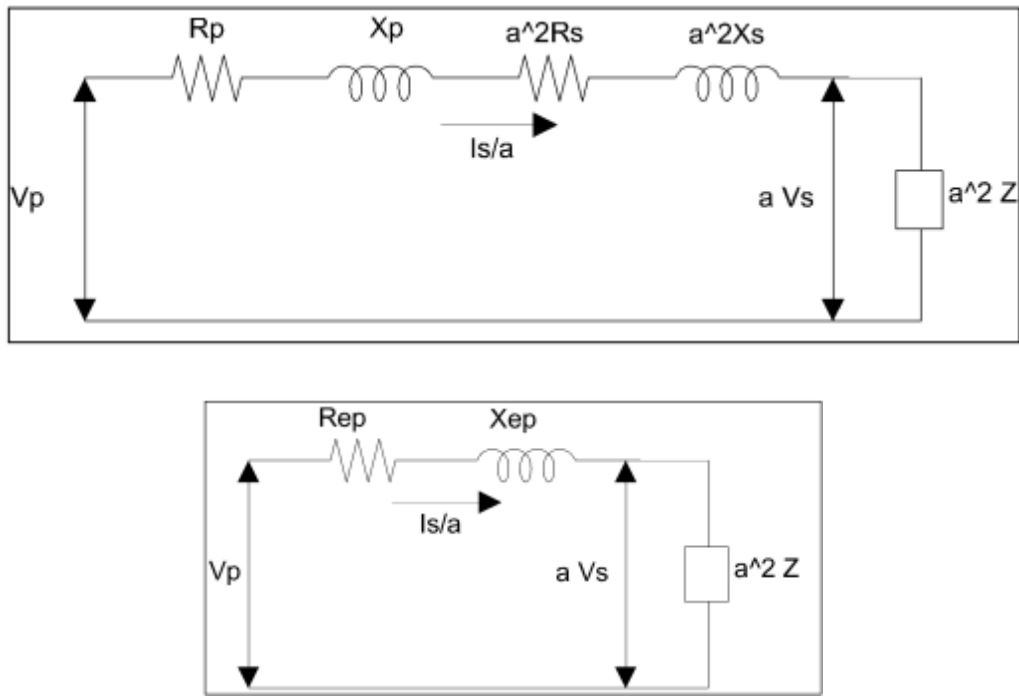 Rp Xp a^2Rs a^2Xs
Is/a
Vp a Vs a^2 Z
Rep Xep
Is/a
Vp a Vs a^2 Z